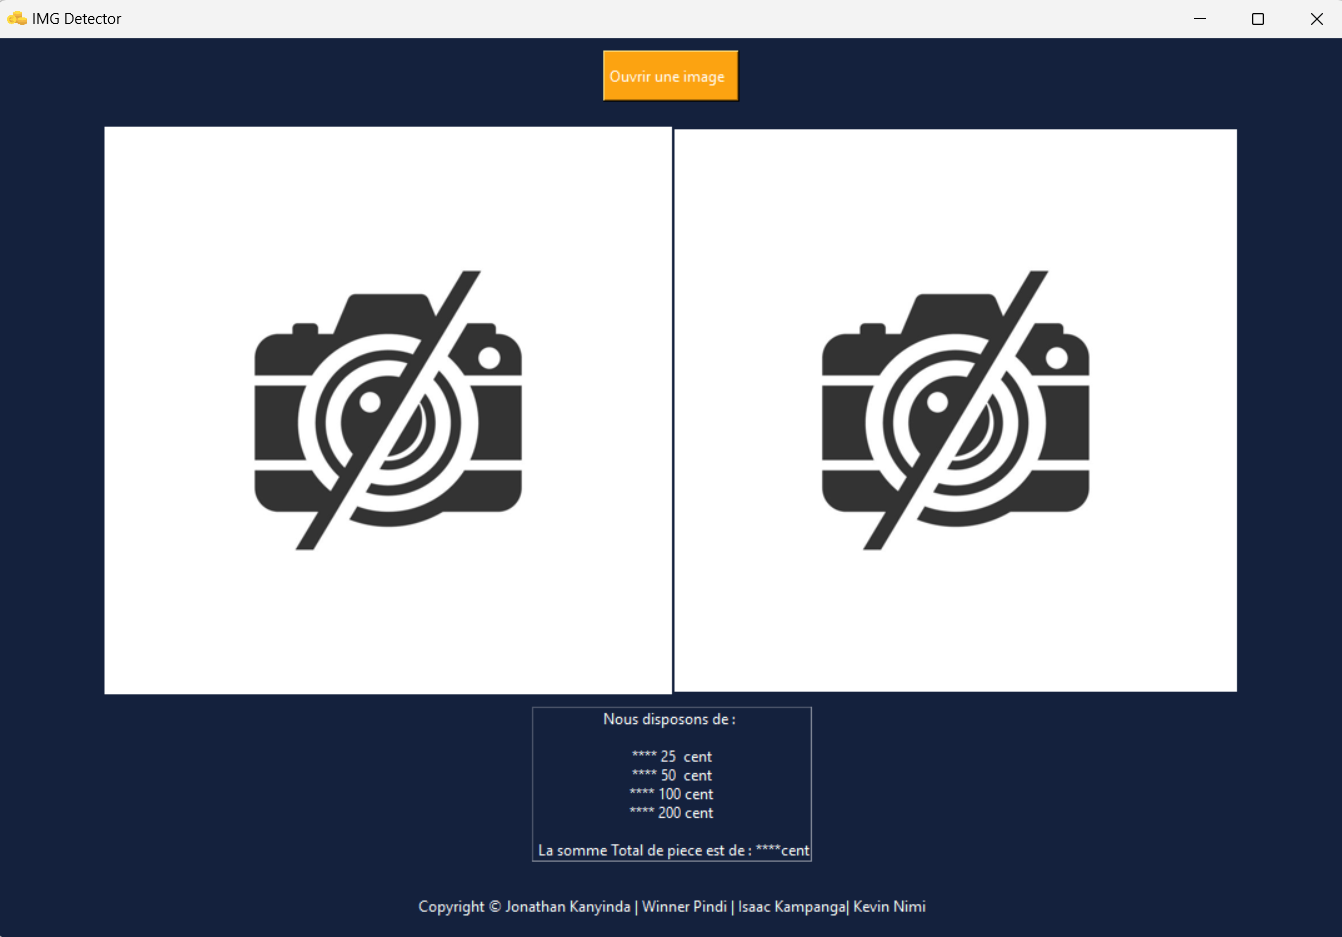 IMG Detector
Ouvrir une image
Nous disposons de :
**** 25  cent
**** 50  cent
**** 100 cent
**** 200 cent
La somme Total de piece est de : ****cent
Copyright © Jonathan Kanyinda | Winner Pindi | Isaac Kampanga| Kevin Nimi